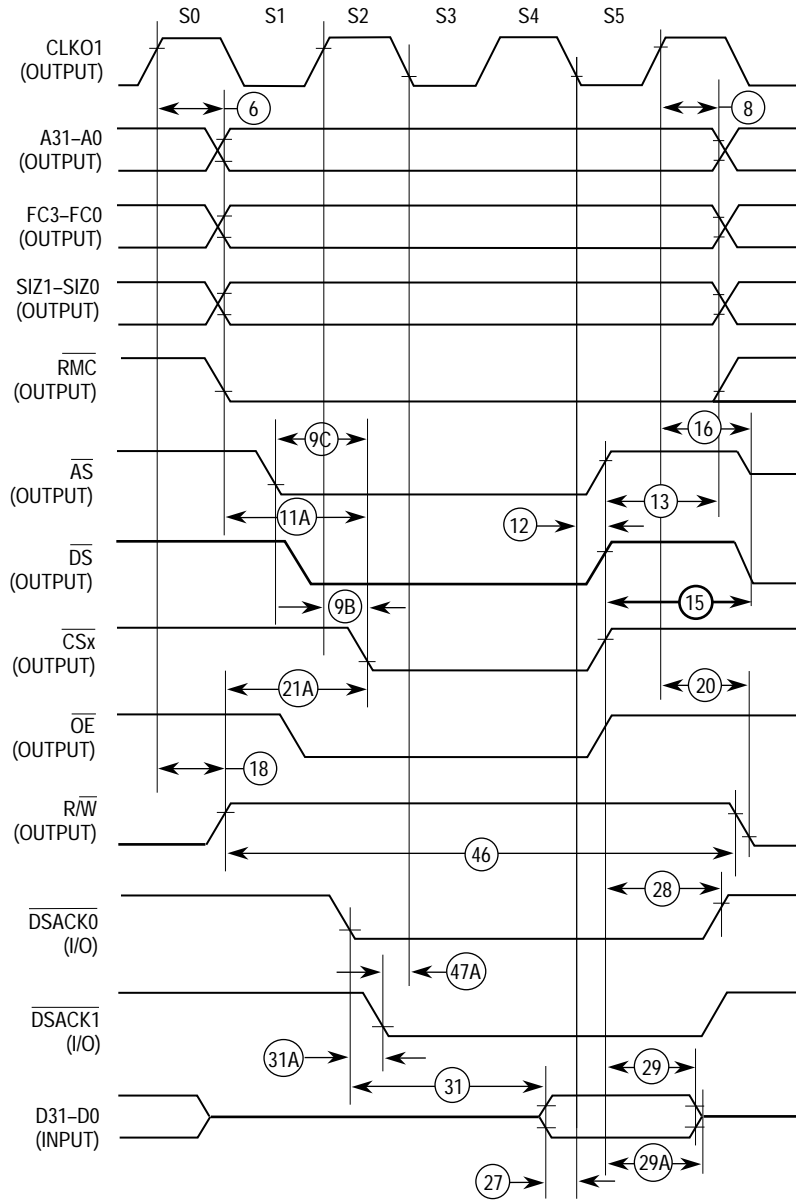 S0 S1 S2 S3 S4 S5
CLKO1
(OUTPUT)
6 8
A31–A0
(OUTPUT)
FC3–FC0
(OUTPUT)
SIZ1–SIZ0
(OUTPUT)
RMC
(OUTPUT)
16
9C
AS
(OUTPUT)
13
11A
12
DS
(OUTPUT)
15
9B
CSx
(OUTPUT)
21A 20
OE
(OUTPUT)
18
R/W
(OUTPUT)
46
28
DSACK0
(I/O)
47A
DSACK1
(I/O)
31A
29
31
D31–D0
(INPUT)
29A
27